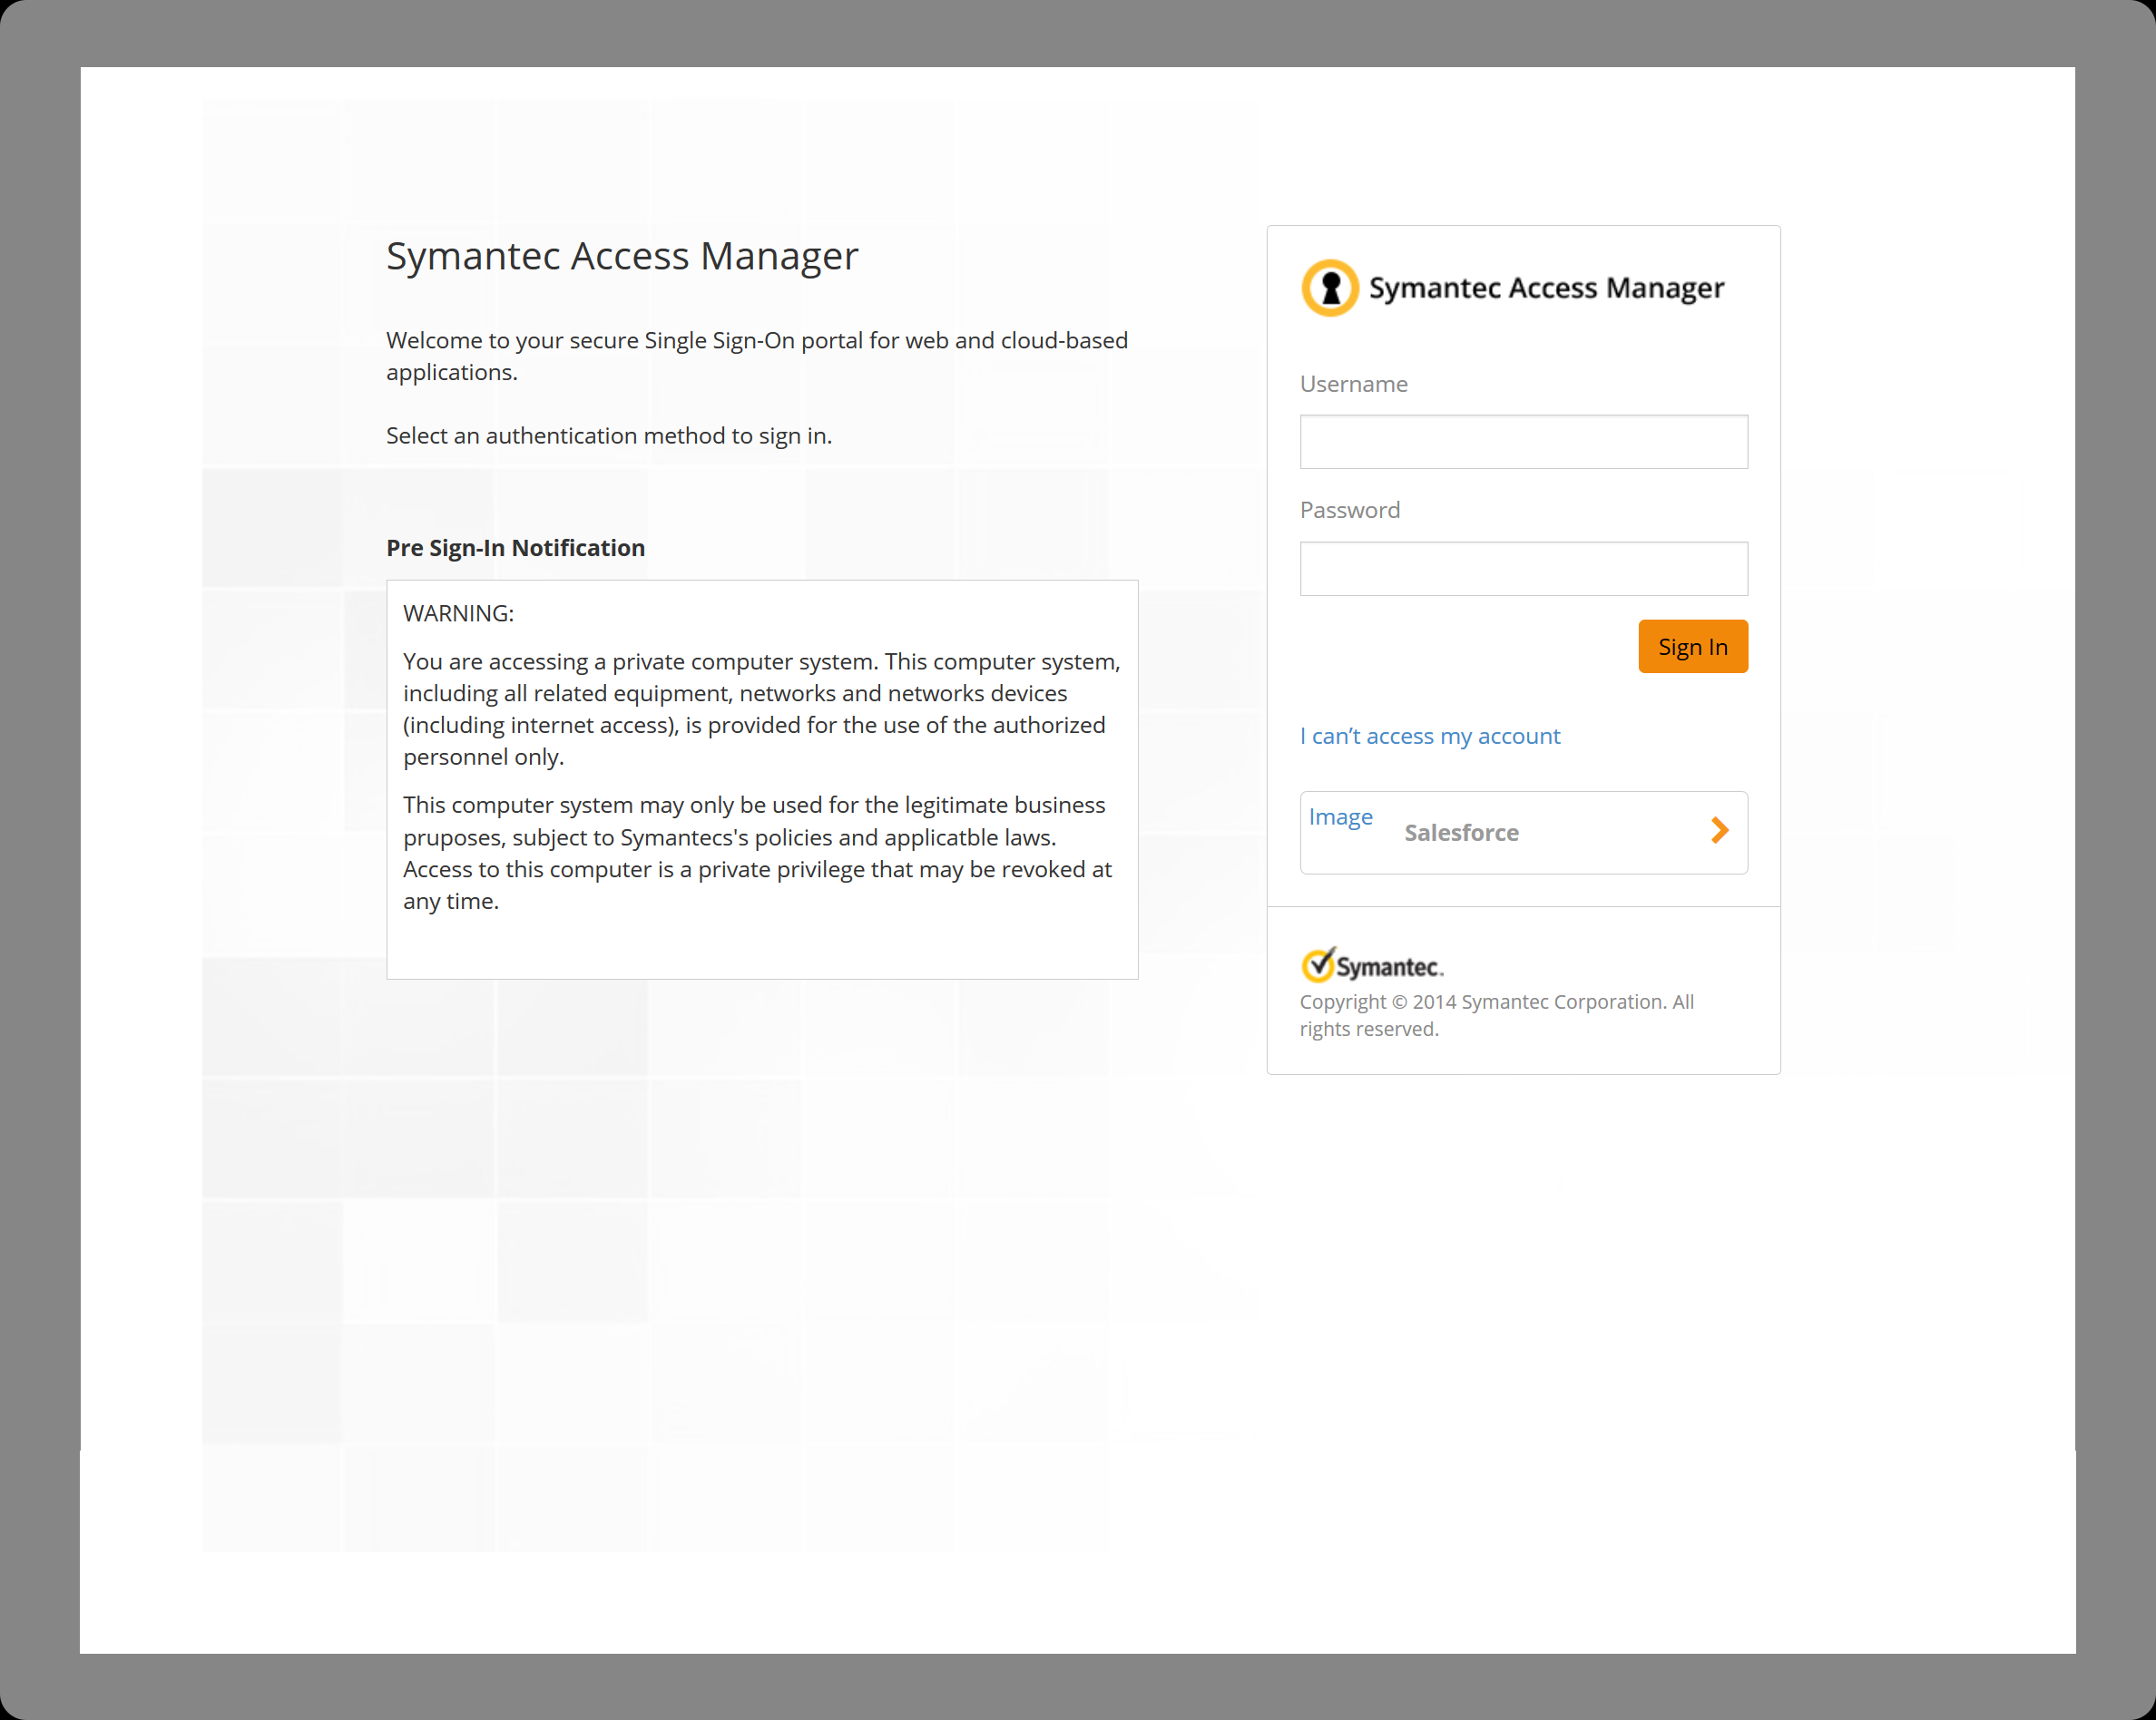 Symantec Access Manager
Welcome to your secure Single Sign-On portal for web and cloud-based
applications.
Select an authentication method to sign in.
Pre Sign-In Notification
WARNING:
You are accessing a private computer system. This computer system,
including all related equipment, networks and networks devices
(including internet access), is provided for the use of the authorized
personnel only.
This computer system may only be used for the legitimate business
pruposes, subject to Symantecs's policies and applicatble laws.
Access to this computer is a private privilege that may be revoked at
any time.
Symantec Access Manager
Username
Password
Sign In
I can’t access my account
Image
Salesforce
Symantec.
Copyright © 2014 Symantec Corporation. All
rights reserved.